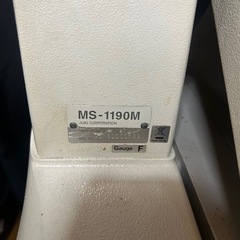 MS-1190M
JUKI CORPORATION
Gauge F